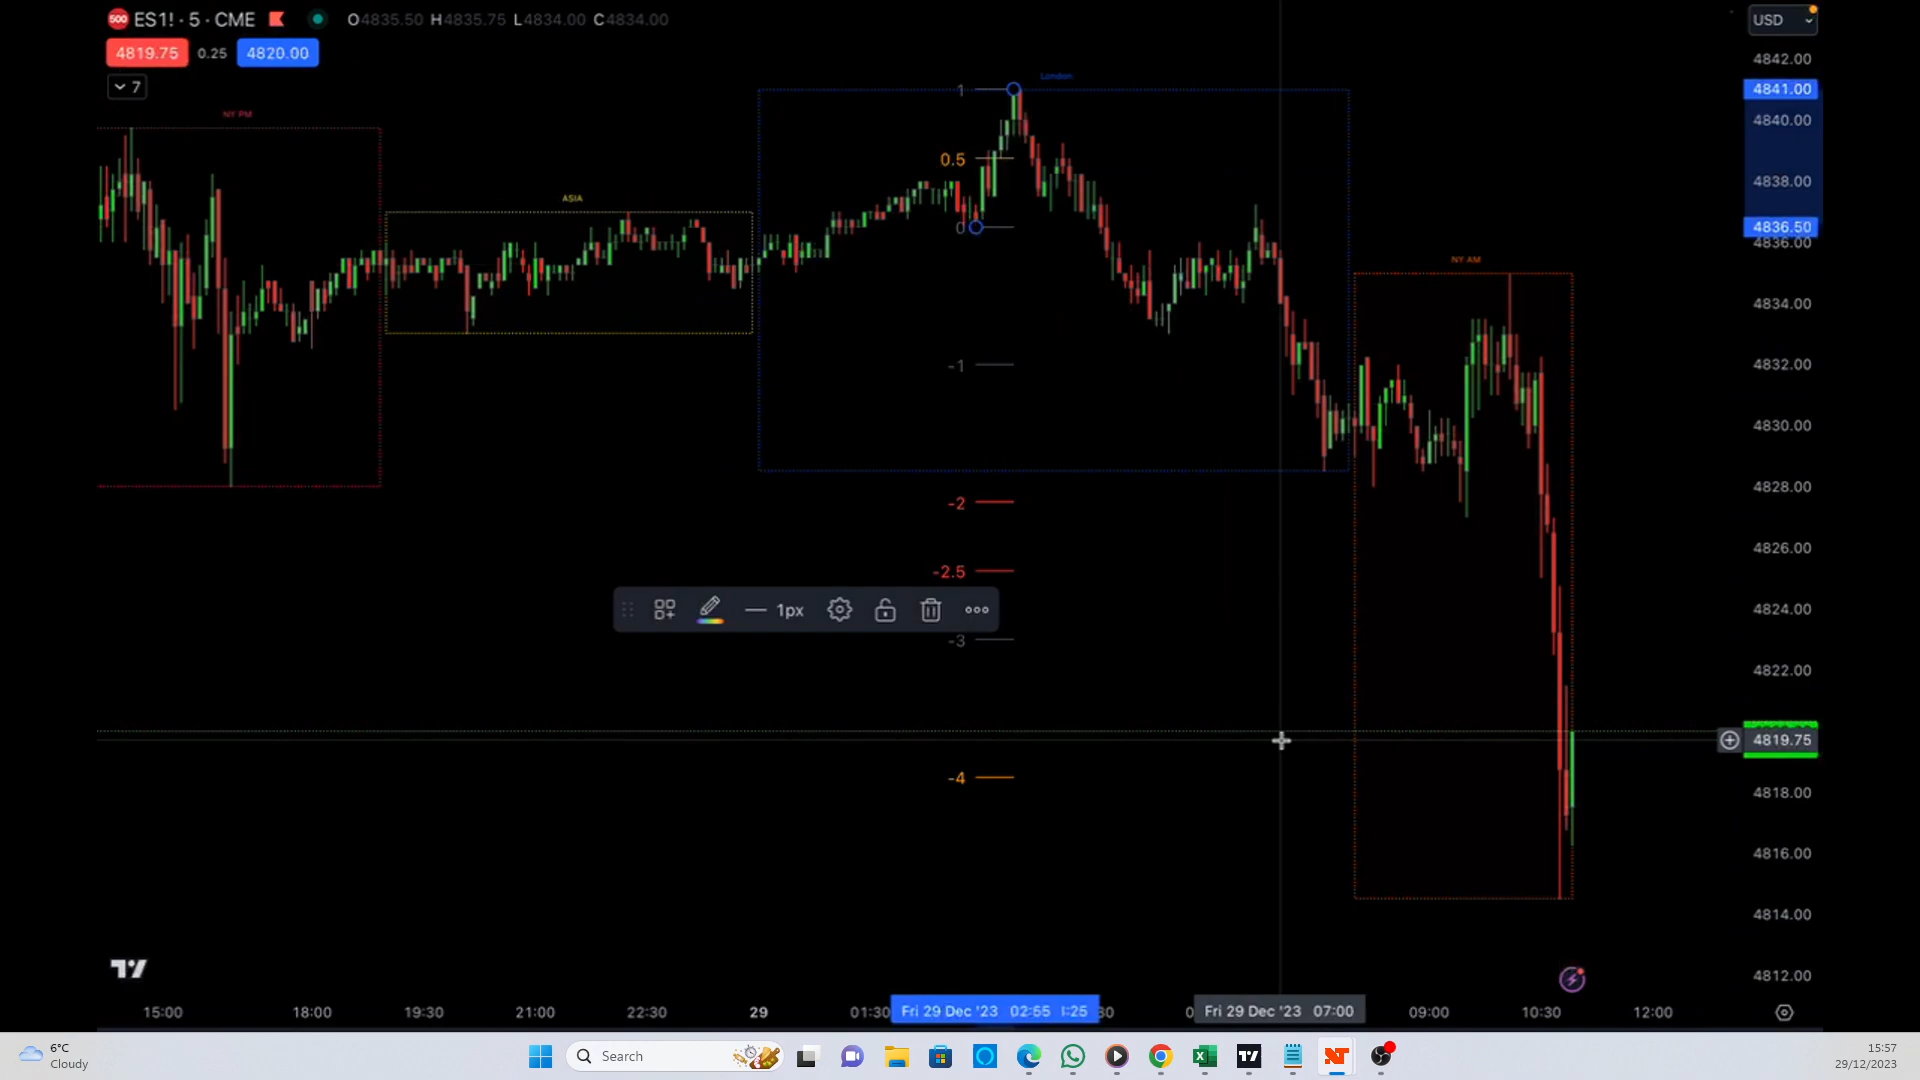 500 ES1! · 5 · CME O4835.50 H4835.75 L4834.00 C4834.00
USD
4819.75 0.25 4820.00
7
4842.00
4841.00
4840.00
4838.00
4836.50
4836.00
4834.00
4832.00
4830.00
4828.00
4826.00
4824.00
4822.00
4819.75
4818.00
4816.00
4814.00
4812.00
NY PM
ASIA
London
NY AM
1
0.5
0
-1
-2
-2.5
1px
-3
-4
15:00 18:00 19:30 21:00 22:30 29 01:30 Fri 29 Dec '23 02:55 Fri 29 Dec '23 07:00 09:00 10:30 12:00
6°C
Cloudy
Search
15:57
29/12/2023